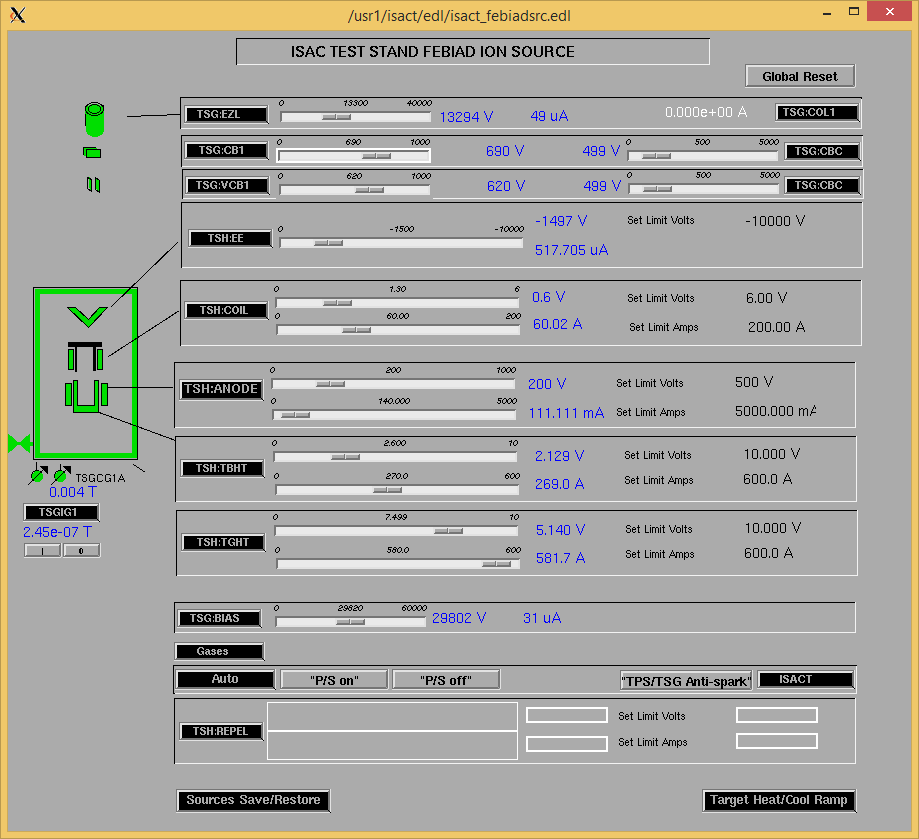 /usr1/isact/edl/isact_febiadsrc.edl
ISAC TEST STAND FEBIAD ION SOURCE
Global Reset
TSG:EZL 0 13300 40000 13294 V 49 uA 0.000e+00 A TSG:COL1
TSG:CB1 0 690 1000 690 V 499 V 0 500 5000 TSG:CBC
TSG:VCB1 0 620 1000 620 V 499 V 0 500 5000 TSG:CBC
TSH:EE 0 -1500 -10000 -1497 V Set Limit Volts -10000 V
517.705 uA
TSH:COIL 0 1.30 6 0.6 V Set Limit Volts 6.00 V
0 60.00 200 60.02 A Set Limit Amps 200.00 A
TSH:ANODE 0 200 1000 200 V Set Limit Volts 500 V
0 140.000 5000 111.111 mA Set Limit Amps 5000.000 mA
TSH:TBHT 0 2.600 10 2.129 V Set Limit Volts 10.000 V
0 270.0 600 269.0 A Set Limit Amps 600.0 A
TSGCG1A
0.004 T
TSGIG1
2.45e-07 T
I 0
TSH:TGHT 0 7.499 10 5.140 V Set Limit Volts 10.000 V
0 580.0 600 581.7 A Set Limit Amps 600.0 A
TSG:BIAS 0 29820 60000 29802 V 31 uA
Gases
Auto "P/S on" "P/S off" "TPS/TSG Anti-spark" ISACT
TSH:REPEL Set Limit Volts
Set Limit Amps
Sources Save/Restore Target Heat/Cool Ramp